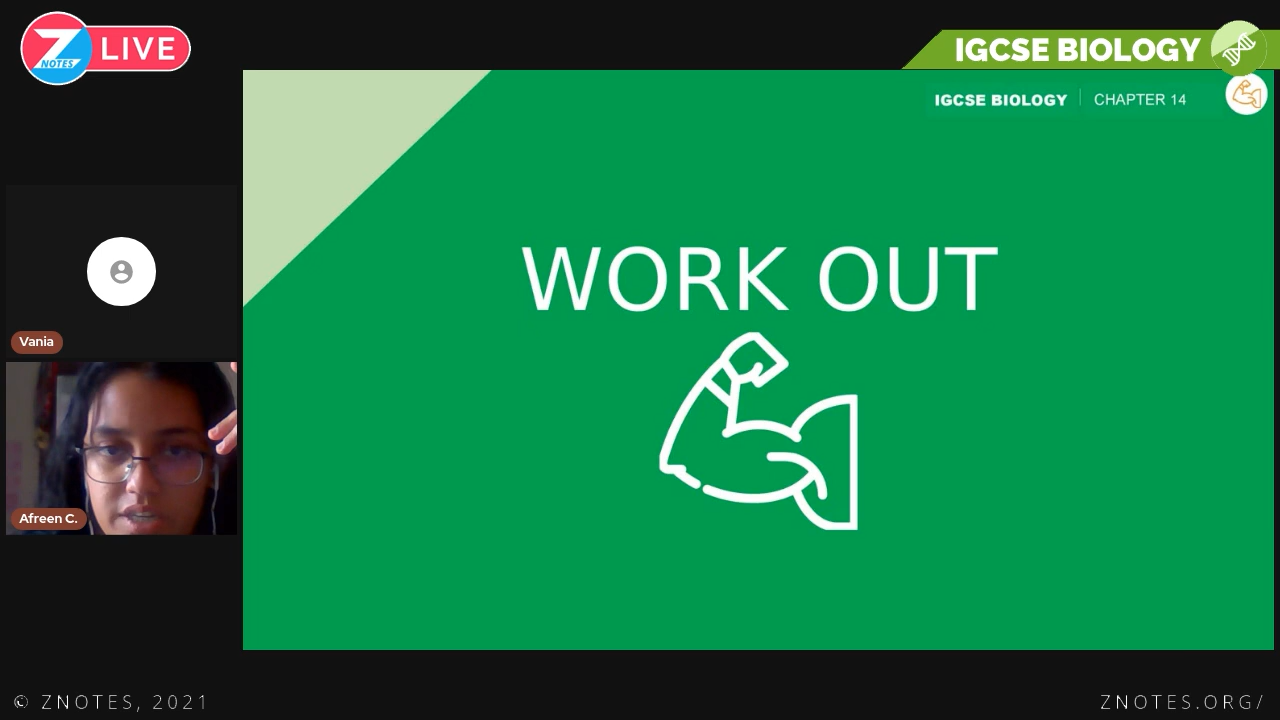 Z NOTES LIVE
IGCSE BIOLOGY
IGCSE BIOLOGY | CHAPTER 14
WORK OUT
Vania
Afreen C.
© ZNOTES, 2021
ZNOTES.ORG/